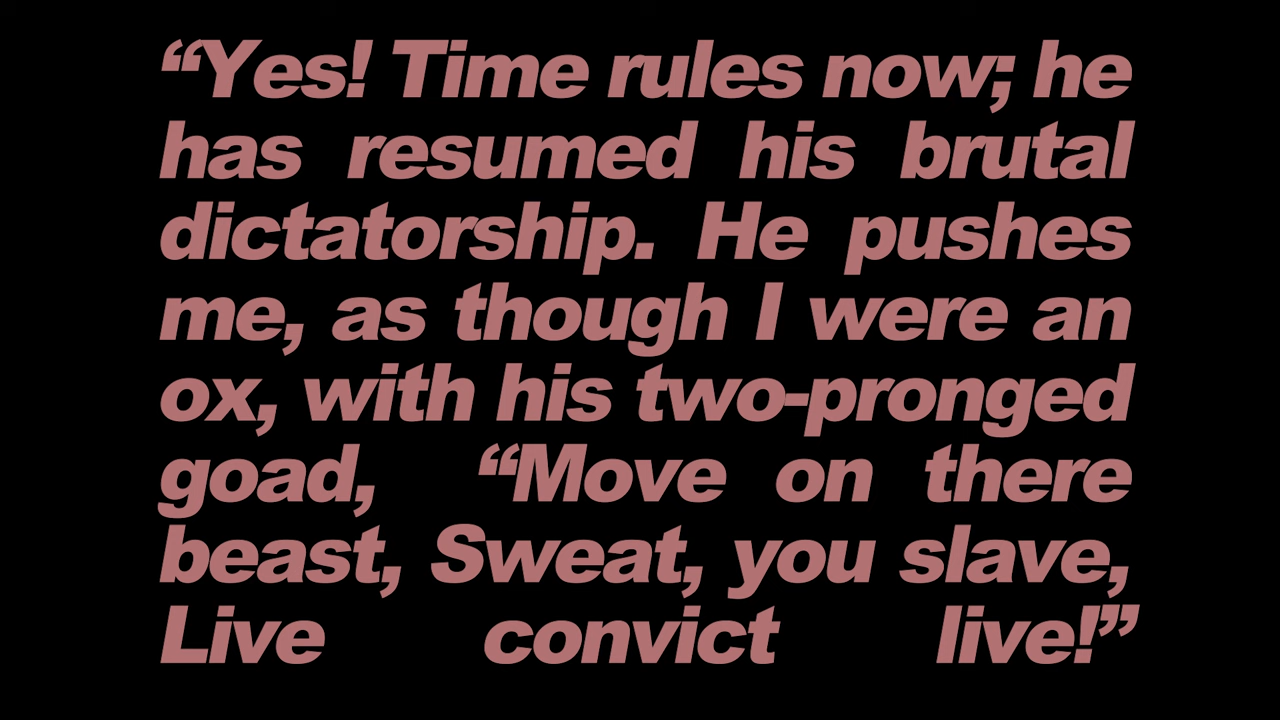 “Yes! Time rules now; he
has resumed his brutal
dictatorship. He pushes
me, as though I were an
ox, with his two-pronged
goad, “Move on there
beast, Sweat, you slave,
Live convict live!”